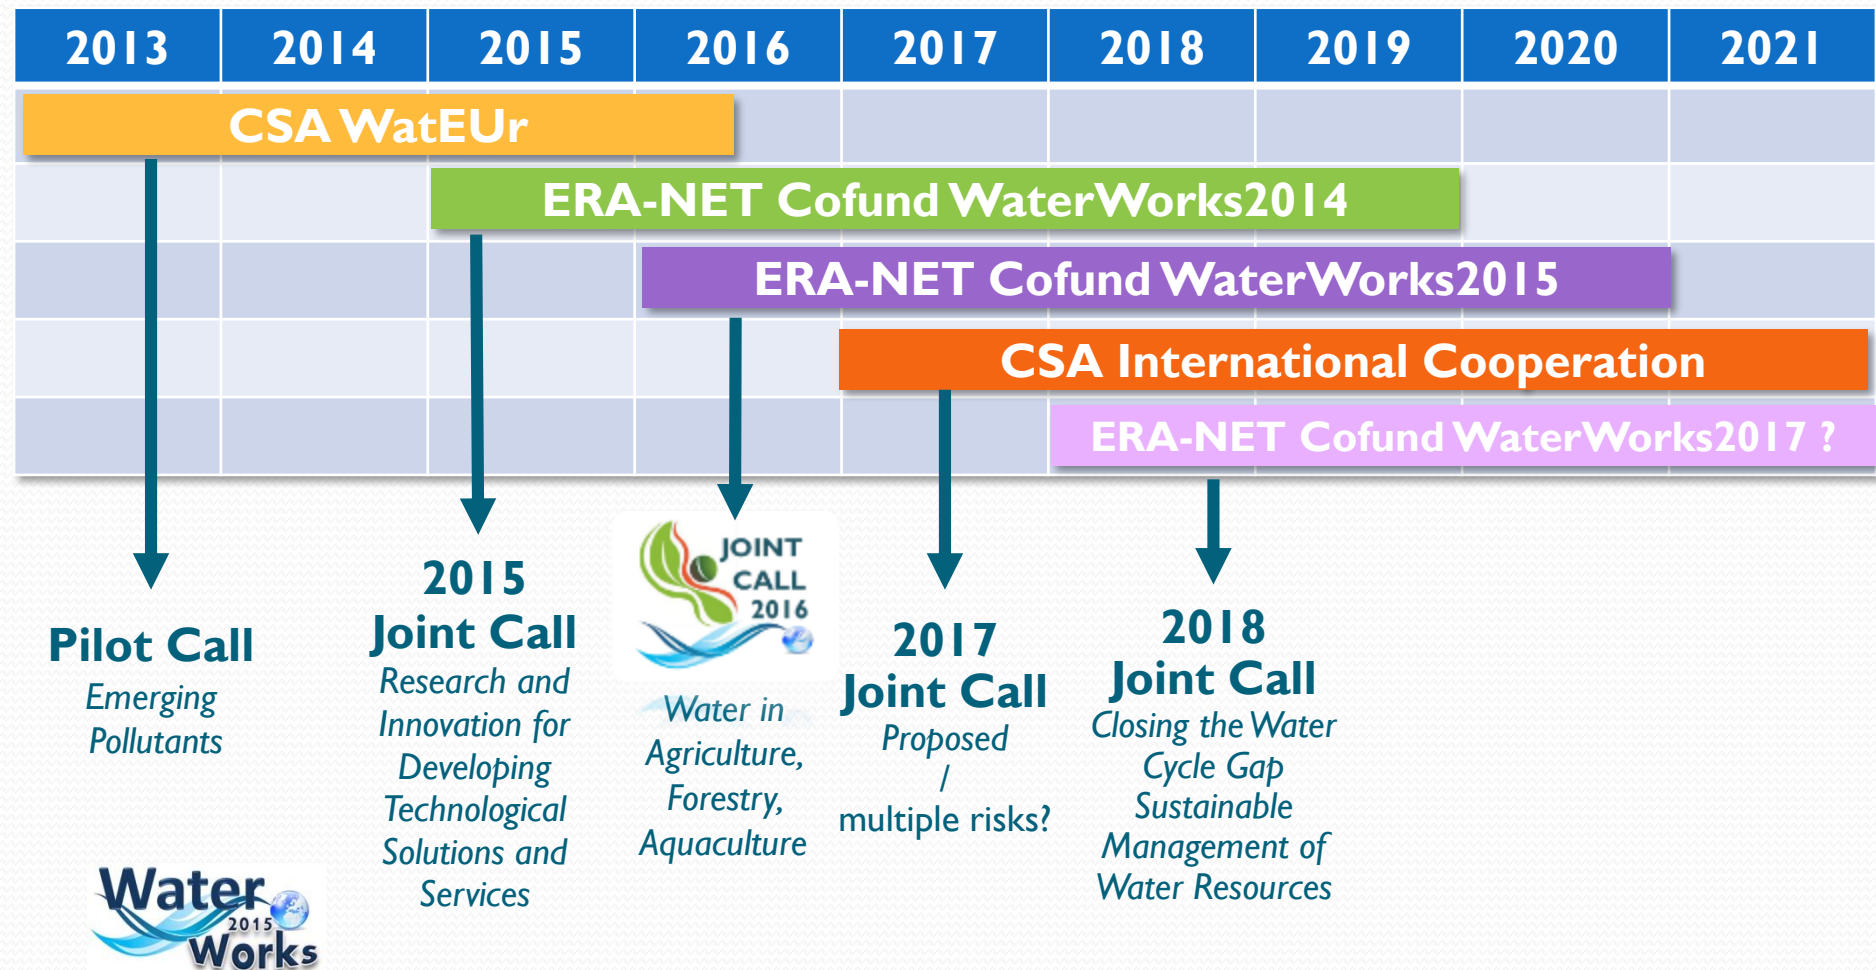 2013 2014 2015 2016 2017 2018 2019 2020 2021
CSA WatEUr
ERA-NET Cofund WaterWorks2014
ERA-NET Cofund WaterWorks2015
CSA International Cooperation
ERA-NET Cofund WaterWorks2017 ?
Pilot Call
Emerging
Pollutants
2015
Joint Call
Research and
Innovation for
Developing
Technological
Solutions and
Services
JOINT
CALL
2016
Water in
Agriculture,
Forestry,
Aquaculture
2017
Joint Call
Proposed
/
multiple risks?
2018
Joint Call
Closing the Water
Cycle Gap
Sustainable
Management of
Water Resources
Water
2015
Works